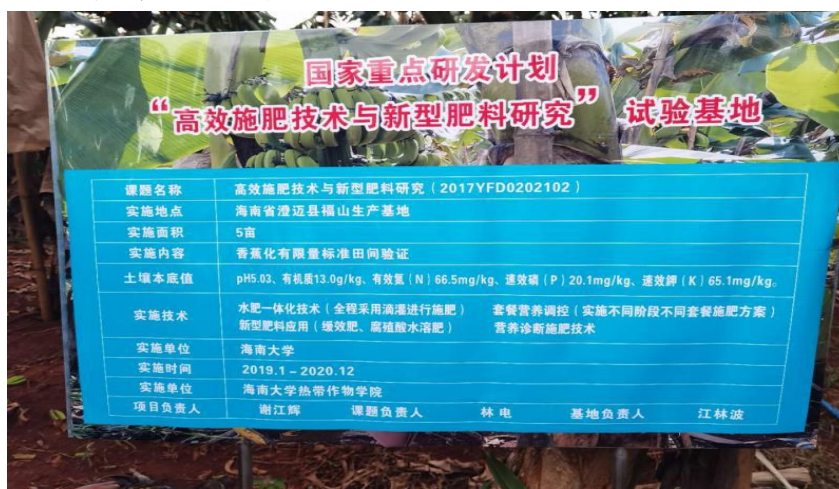 国家重点研发计划
“高效施肥技术与新型肥料研究” 试验基地
课题名称 高效施肥技术与新型肥料研究（2017YFD0202102）
实施地点 海南省澄迈县福山生产基地
实施面积 5亩
实施内容 香蕉化有限量标准田间验证
土壤本底值 pH5.03、有机质13.0g/kg、有效氮（N）66.5mg/kg、速效磷（P）20.1mg/kg、速效钾（K）65.1mg/kg。
实施技术 水肥一体化技术（全程采用滴灌进行施肥） 套餐营养调控（实施不同阶段不同套餐施肥方案）
新型肥料应用（缓效肥、腐殖酸水溶肥） 营养诊断施肥技术
实施单位 海南大学
实施时间 2019.1－2020.12
实施单位 海南大学热带作物学院
项目负责人 谢江辉 课题负责人 林电 基地负责人 江林波